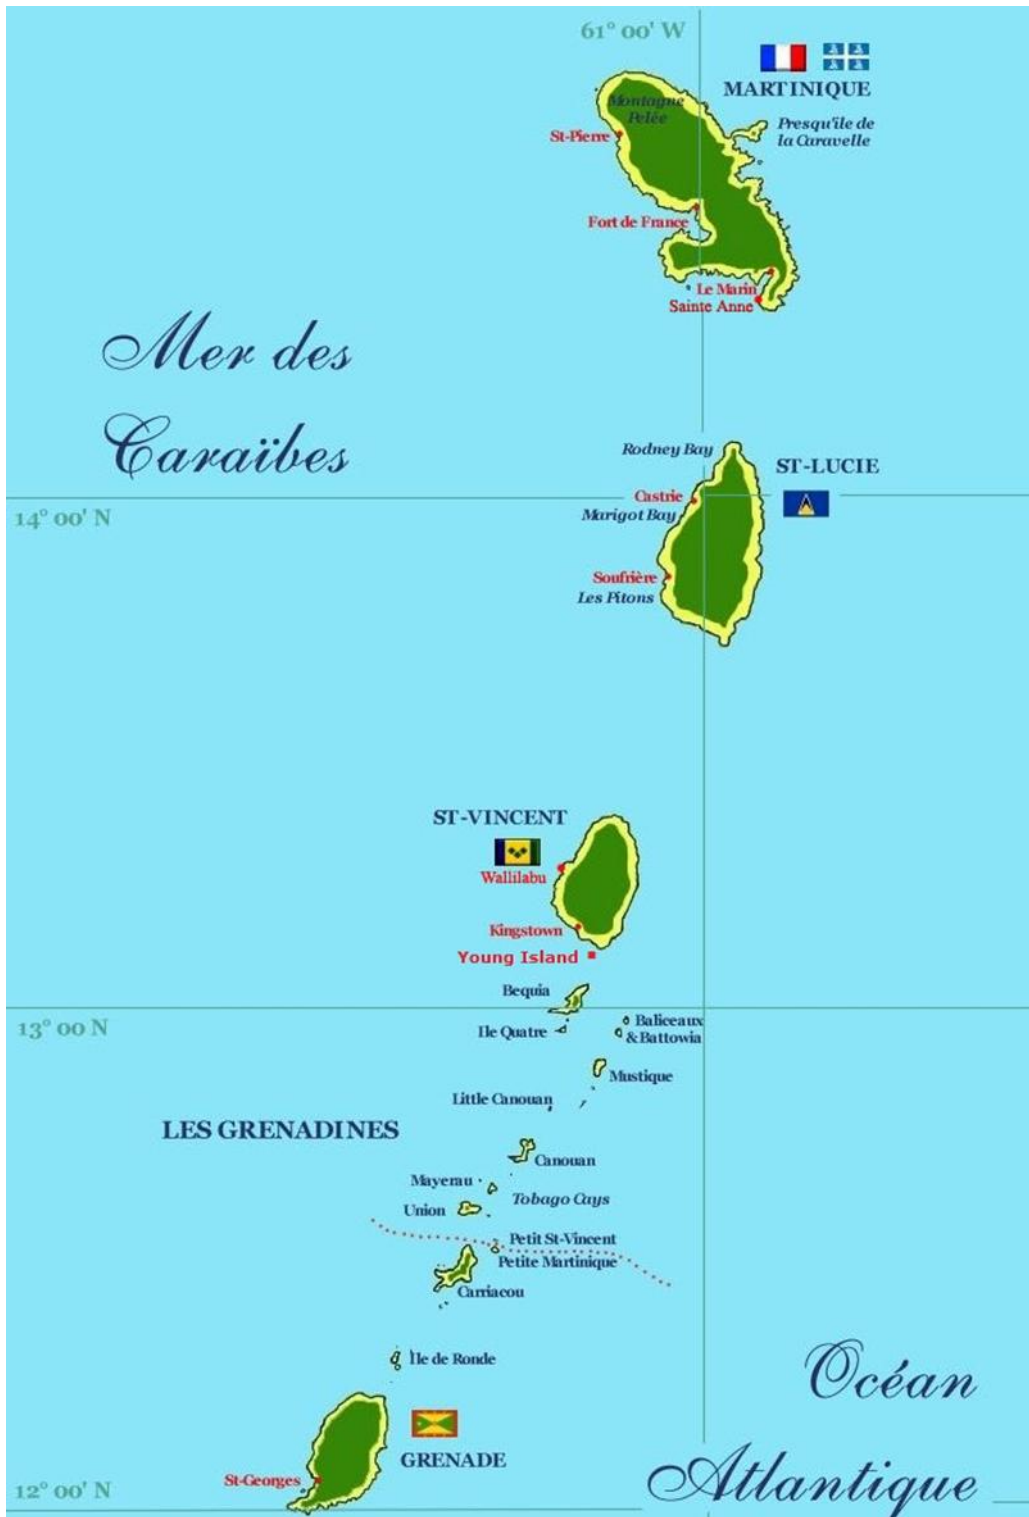 61° 00' W
MARTINIQUE
Montagne
Pelée
Presqu'ile de
la Caravelle
St-Pierre
Fort de France
Le Marin
Sainte Anne
Mer des
Caraïbes
Rodney Bay
ST-LUCIE
Castrie
14° 00' N
Marigot Bay
Soufrière
Les Pitons
ST-VINCENT
Wallilabu
Kingstown
Young Island
Bequia
13° 00 N
Ile Quatre
Baliceaux
& Battowia
Mustique
Little Canouan
LES GRENADINES
Canouan
Mayerau
Tobago Cays
Union
Petit St-Vincent
Petite Martinique
Carriacou
Île de Ronde
Océan
Atlantique
GRENADE
St-Georges
12° 00' N